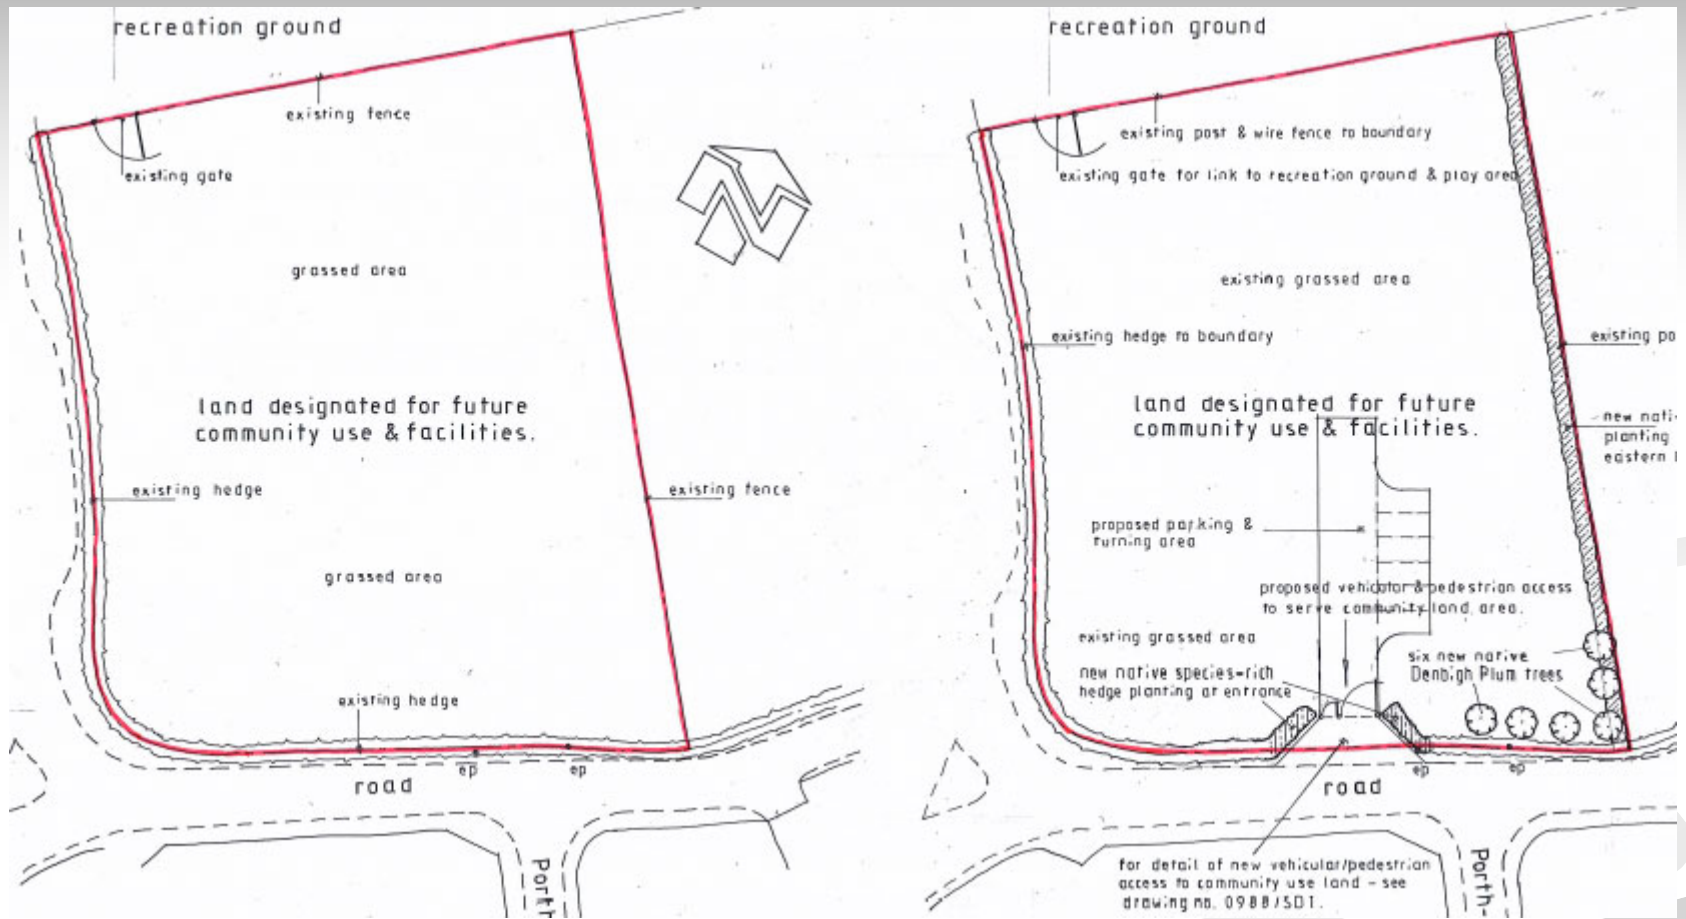 recreation ground
existing fence
existing gate
grassed area
land designated for future
community use & facilities.
existing hedge
existing fence
grassed area
existing hedge
ep
ep
road
Porth
recreation ground
existing post & wire fence to boundary
existing gate for link to recreation ground & play area
existing grassed area
existing hedge to boundary
existing po
land designated for future
community use & facilities.
new nati
planting
eastern
proposed parking &
turning area
proposed vehicular & pedestrian access
to serve community land area.
existing grassed area
new native species-rich
hedge planting at entrance
six new native
Denbigh Plum trees
ep
ep
road
for detail of new vehicular/pedestrian
access to community use land - see
drawing no. 0988/SD1.
Porth-